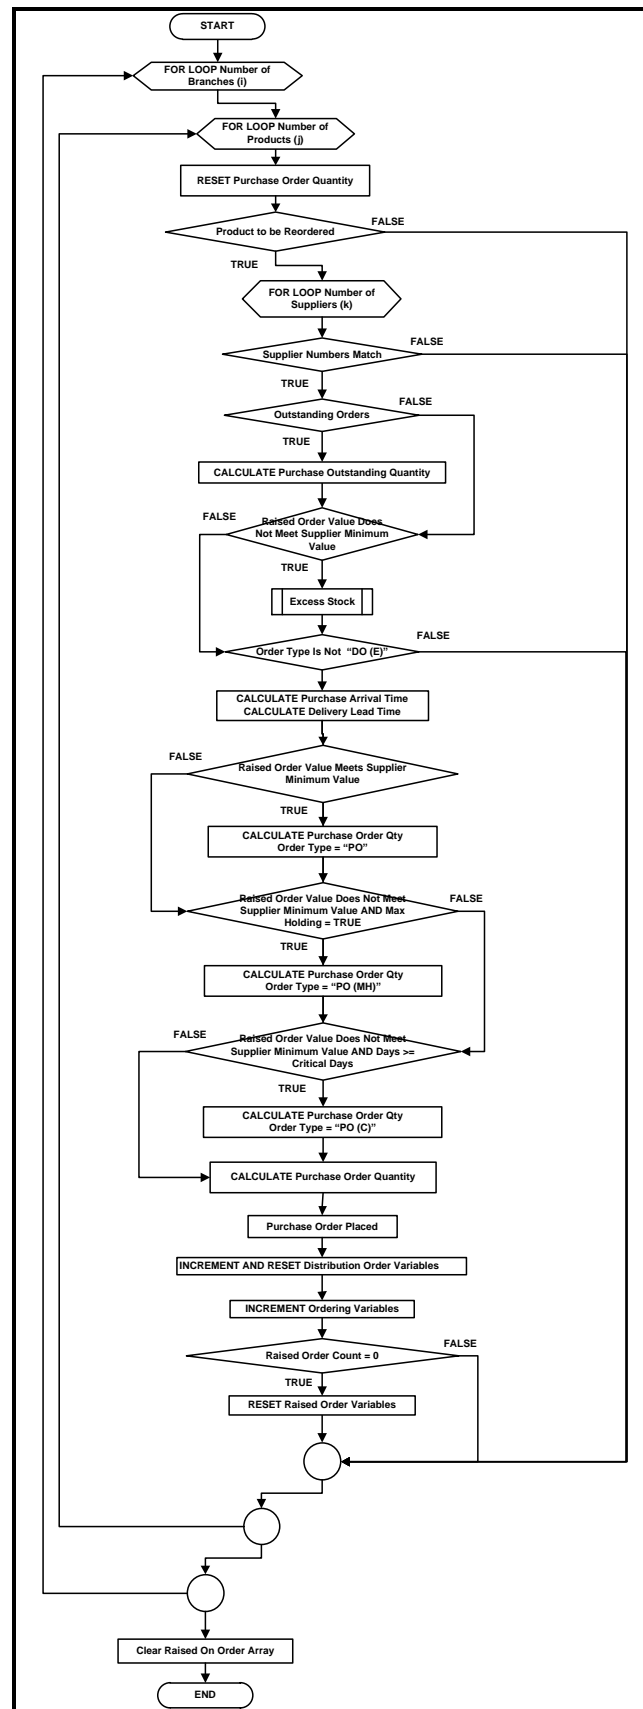 START
FOR LOOP Number of
Branches (i)
FOR LOOP Number of
Products (j)
RESET Purchase Order Quantity
FALSE
Product to be Reordered
TRUE
FOR LOOP Number of
Suppliers (k)
FALSE
Supplier Numbers Match
TRUE
FALSE
Outstanding Orders
TRUE
CALCULATE Purchase Outstanding Quantity
FALSE
Raised Order Value Does
Not Meet Supplier Minimum
Value
TRUE
Excess Stock
FALSE
Order Type Is Not “DO (E)”
CALCULATE Purchase Arrival Time
CALCULATE Delivery Lead Time
FALSE
Raised Order Value Meets Supplier
Minimum Value
TRUE
CALCULATE Purchase Order Qty
Order Type = “PO”
FALSE
Raised Order Value Does Not Meet
Supplier Minimum Value AND Max
Holding = TRUE
TRUE
CALCULATE Purchase Order Qty
Order Type = “PO (MH)”
FALSE
Raised Order Value Does Not Meet
Supplier Minimum Value AND Days >=
Critical Days
TRUE
CALCULATE Purchase Order Qty
Order Type = “PO (C)”
CALCULATE Purchase Order Quantity
Purchase Order Placed
INCREMENT AND RESET Distribution Order Variables
INCREMENT Ordering Variables
FALSE
Raised Order Count = 0
TRUE
RESET Raised Order Variables
Clear Raised On Order Array
END